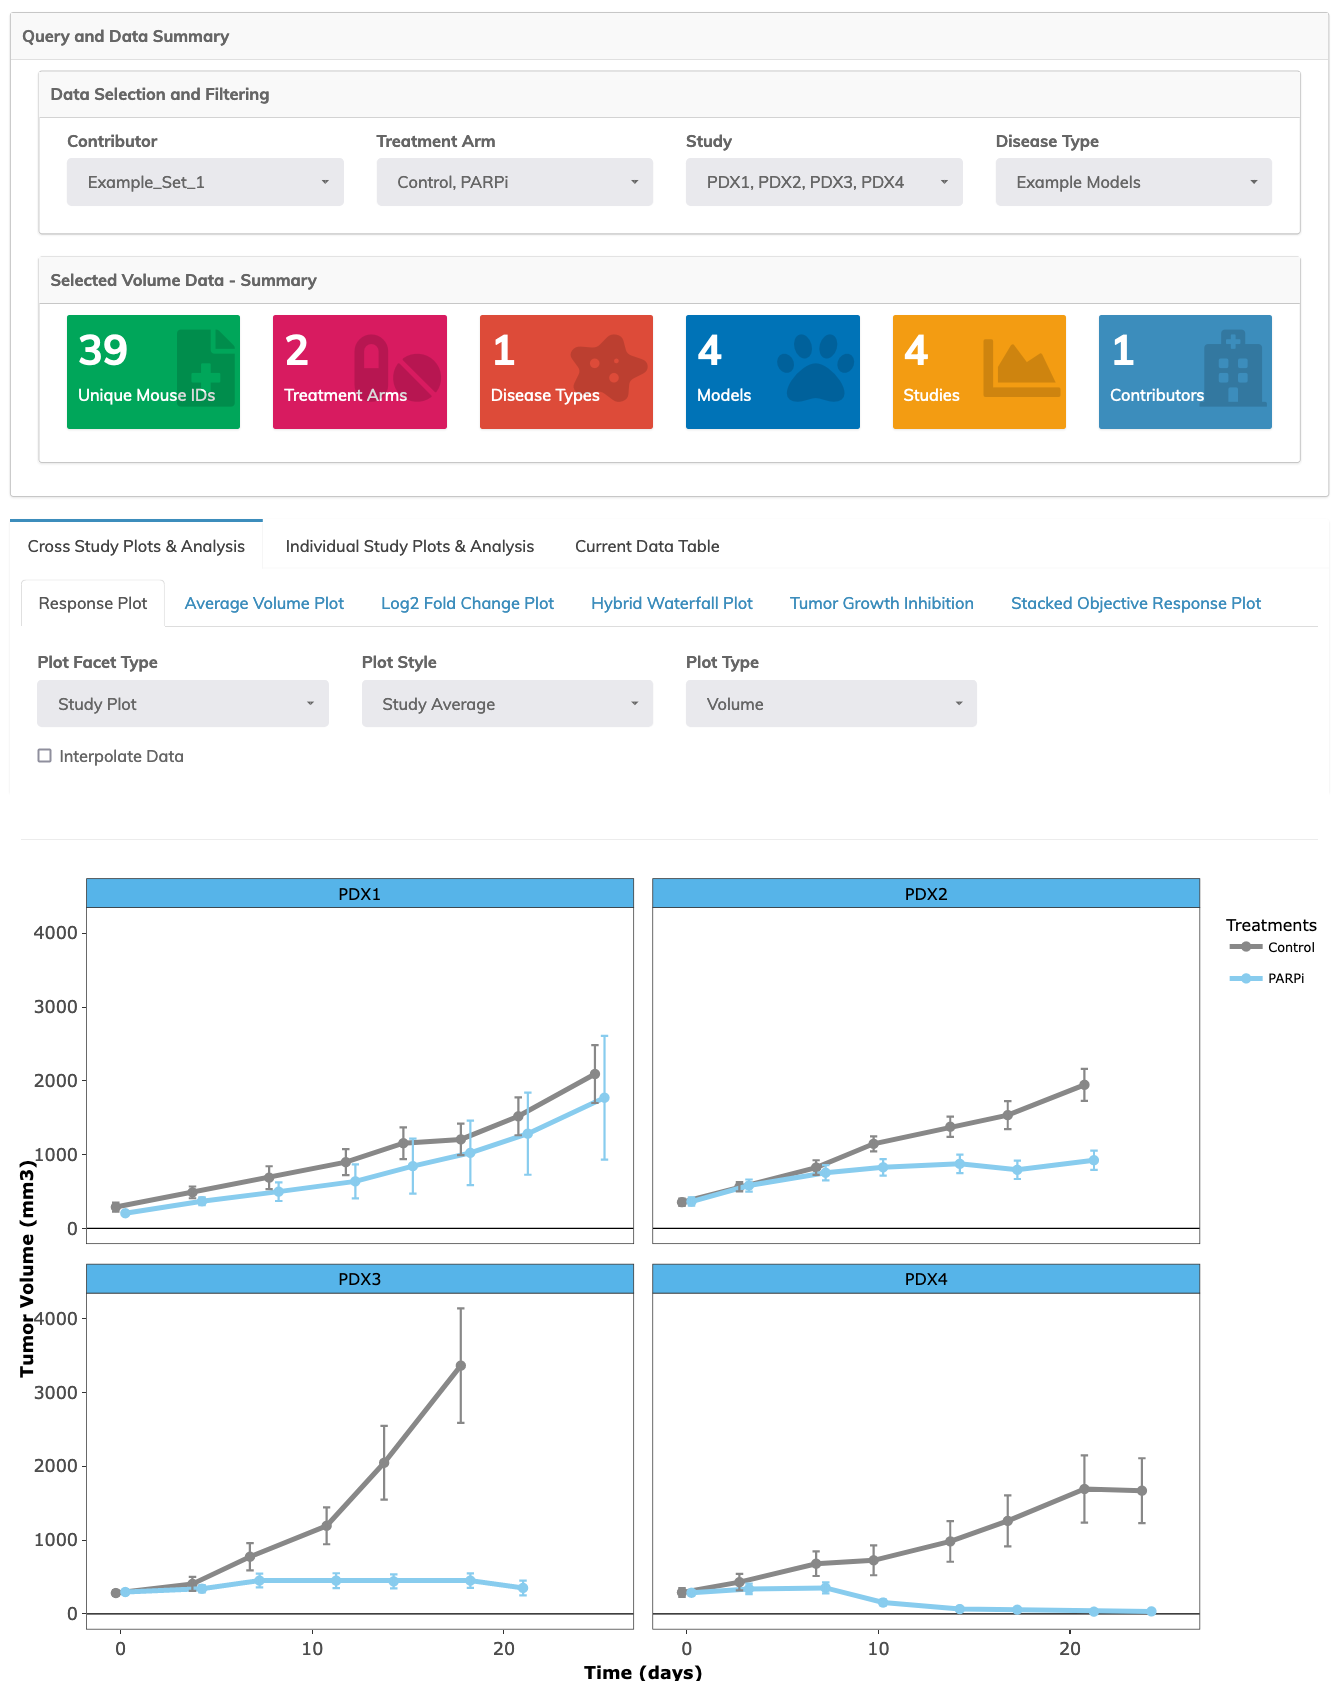 Query and Data Summary
Data Selection and Filtering
Contributor Treatment Arm Study Disease Type
Example_Set_1 Control, PARPi PDX1, PDX2, PDX3, PDX4 Example Models
Selected Volume Data - Summary
39 2 1 4 4 1
Unique Mouse IDs Treatment Arms Disease Types Models Studies Contributors
Cross Study Plots & Analysis Individual Study Plots & Analysis Current Data Table
Response Plot Average Volume Plot Log2 Fold Change Plot Hybrid Waterfall Plot Tumor Growth Inhibition Stacked Objective Response Plot
Plot Facet Type Plot Style Plot Type
Study Plot Study Average Volume
Interpolate Data
PDX1 PDX2
Treatments
Control
PARPi
4000
3000
2000
1000
0
PDX3 PDX4
4000
3000
2000
1000
0
Tumor Volume (mm3)
0 10 20 0 10 20
Time (days)